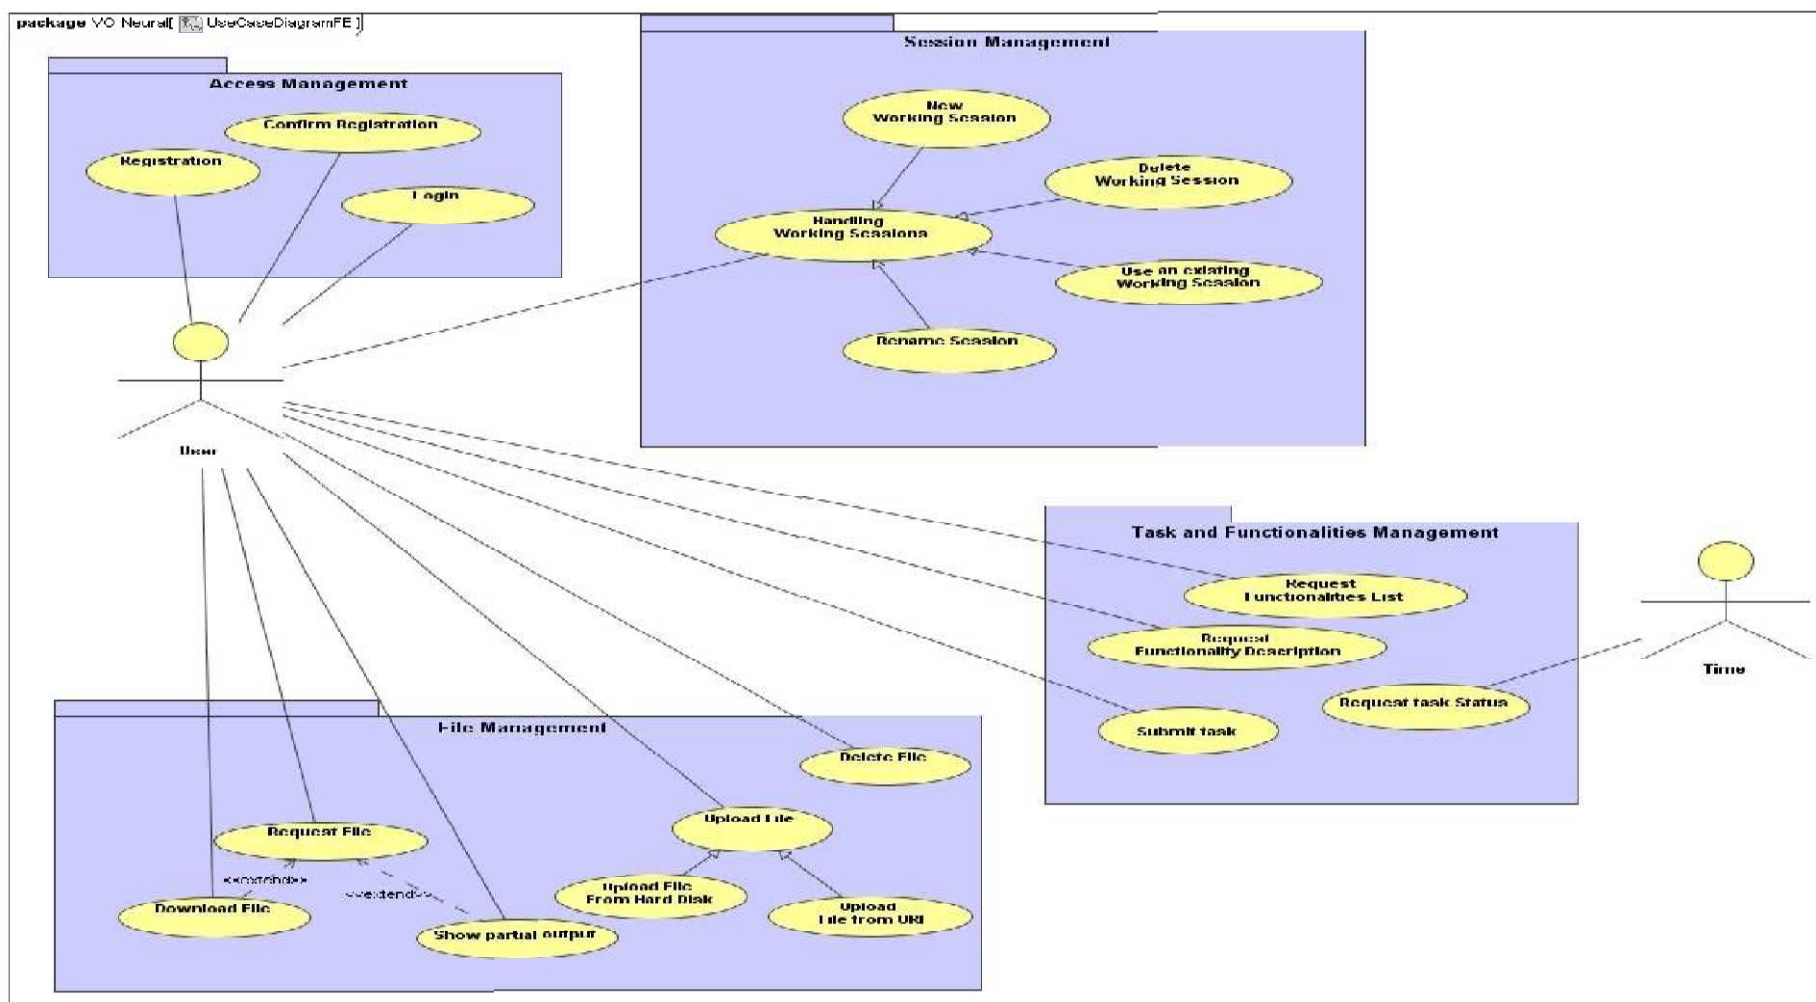 package VO Neural[ UseCaseDiagramFE ]
Session Management
Access Management
New
Working Session
Confirm Registration
Registration
Delete
Working Session
Login
Handling
Working Sessions
Use an existing
Working Session
Rename Session
User
Task and Functionalities Management
Request
Functionalities List
Request
Functionality Description
Time
Request task Status
Submit task
File Management
Delete File
Upload File
Request File
<<extend>>
<<extend>>
Upload File
From Hard Disk
Download File
Upload
File from URI
Show partial output